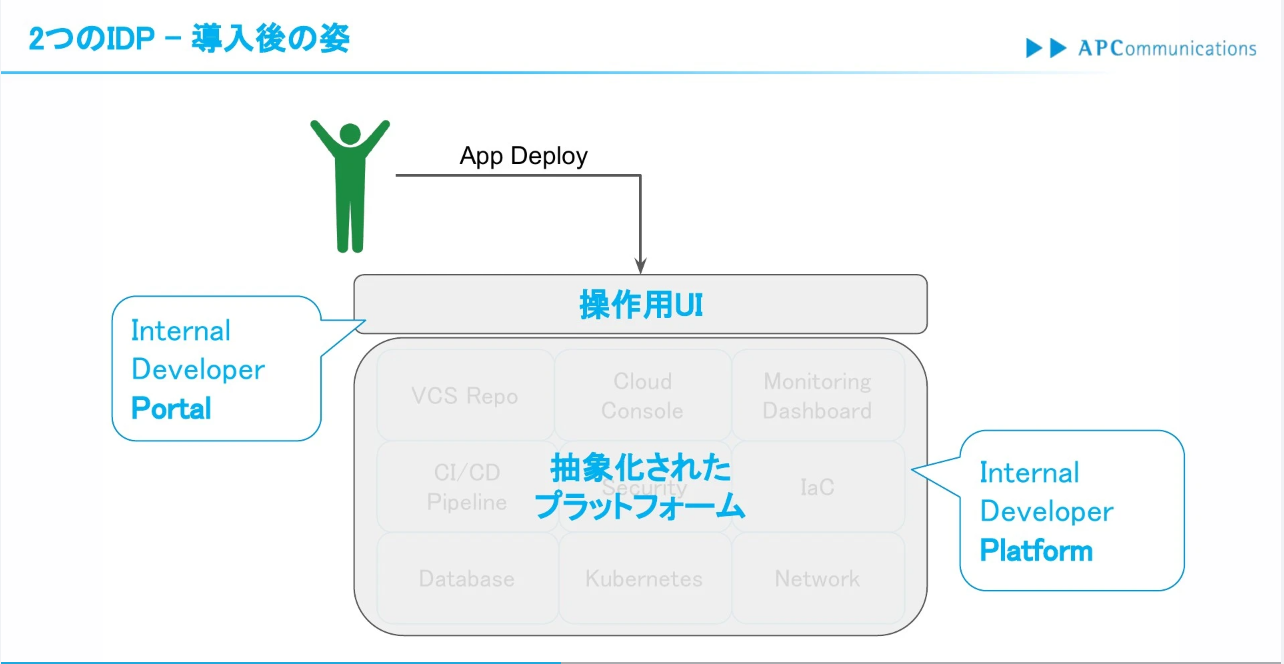 2つのIDP – 導入後の姿
APCommunications
App Deploy
操作用UI
Internal
Developer
Portal
VCS Repo
Cloud
Console
Monitoring
Dashboard
CI/CD
Pipeline
抽象化された
プラットフォーム
Security
IaC
Database
Kubernetes
Network
Internal
Developer
Platform